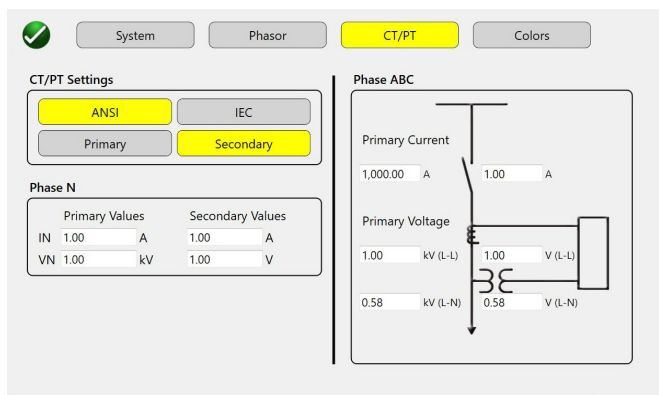 System Phasor CT/PT Colors
CT/PT Settings
ANSI IEC
Primary Secondary
Phase N
Primary Values Secondary Values
IN 1.00 A 1.00 A
VN 1.00 kV 1.00 V
Phase ABC
Primary Current
1,000.00 A 1.00 A
Primary Voltage
1.00 kV (L-L) 1.00 V (L-L)
0.58 kV (L-N) 0.58 V (L-N)